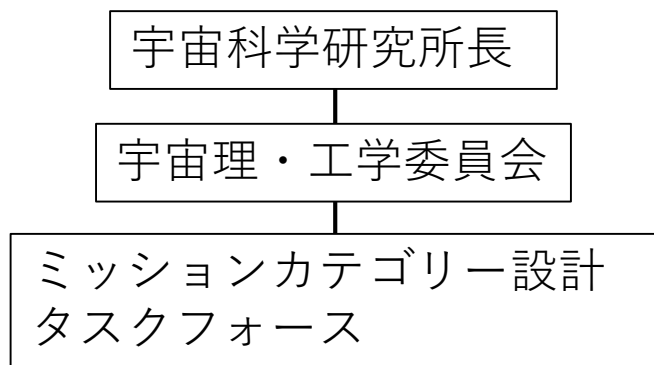 宇宙科学研究所長
宇宙理・工学委員会
ミッションカテゴリー設計
タスクフォース